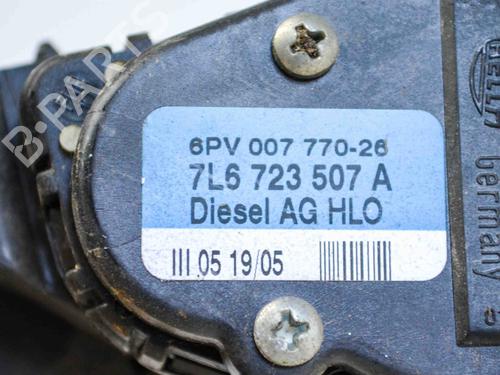 6PV 007 770-26
7L6 723 507 A
Diesel AG HLO
III 05 19/05
HELLA
Germany
B-PARTS